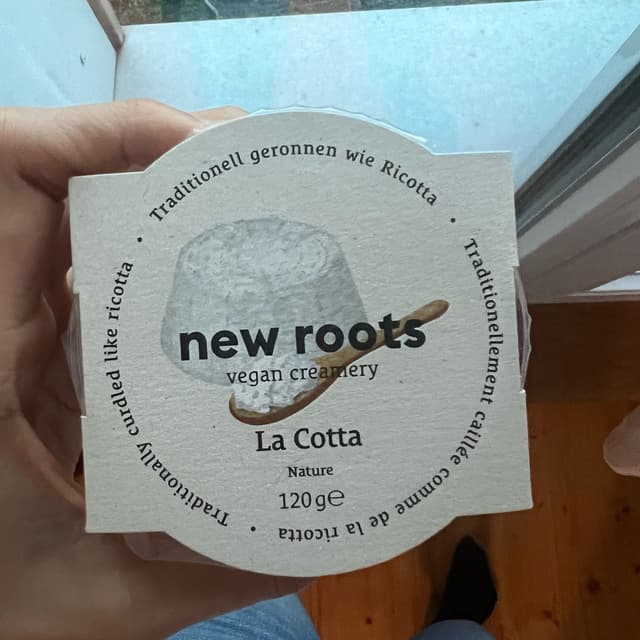 Traditionell geronnen wie Ricotta
Traditionellement caillée comme de la ricotta
Traditionally curdled like ricotta
new roots
vegan creamery
La Cotta
Nature
120 g℮